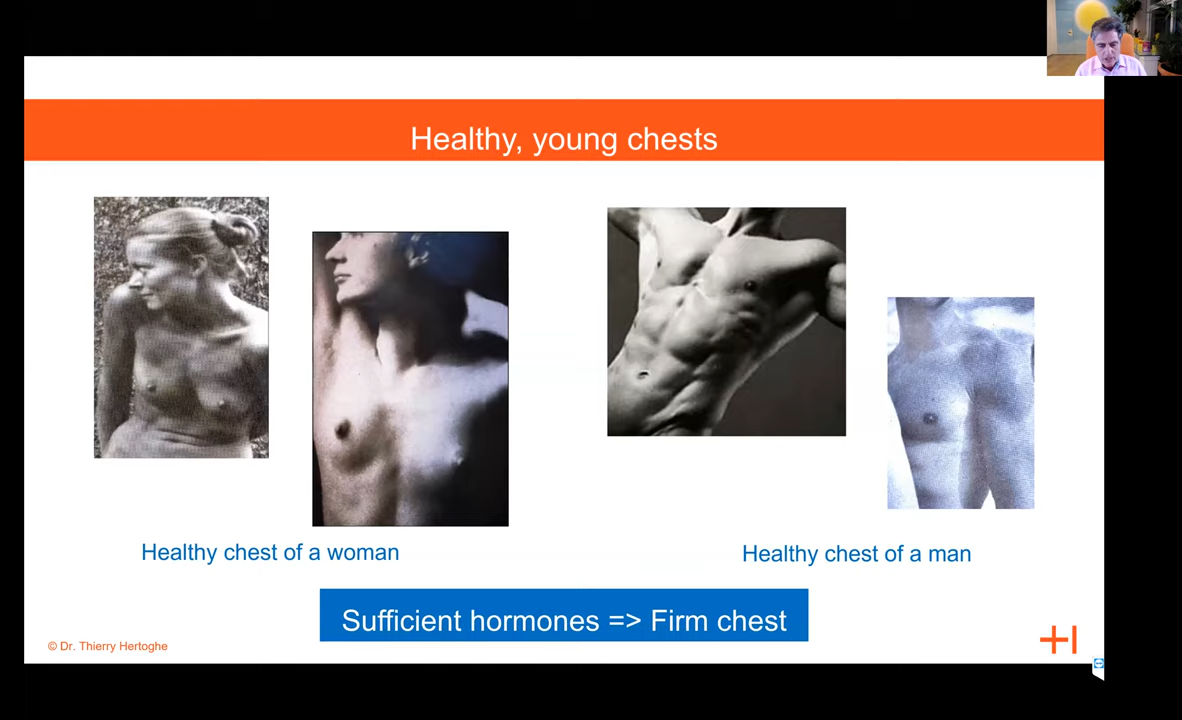 Healthy, young chests
Healthy chest of a woman
Healthy chest of a man
Sufficient hormones => Firm chest
© Dr. Thierry Hertoghe